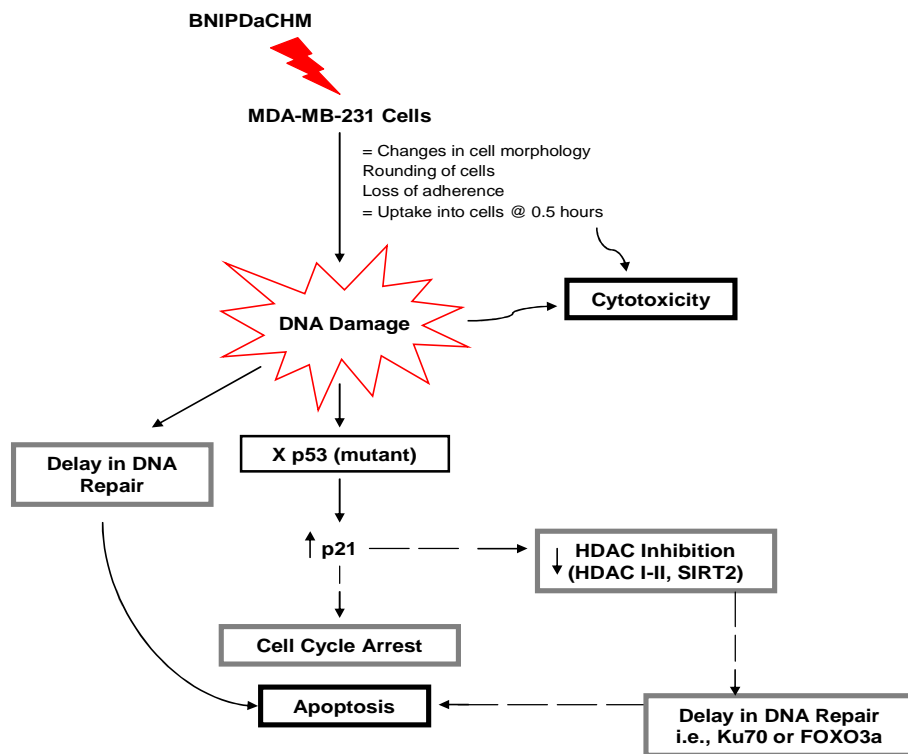 BNIPDaCHM
MDA-MB-231 Cells
= Changes in cell morphology
Rounding of cells
Loss of adherence
= Uptake into cells @ 0.5 hours
Cytotoxicity
DNA Damage
Delay in DNA
Repair
X p53 (mutant)
p21
HDAC Inhibition
(HDAC I-II, SIRT2)
Cell Cycle Arrest
Apoptosis
Delay in DNA Repair
i.e., Ku70 or FOXO3a